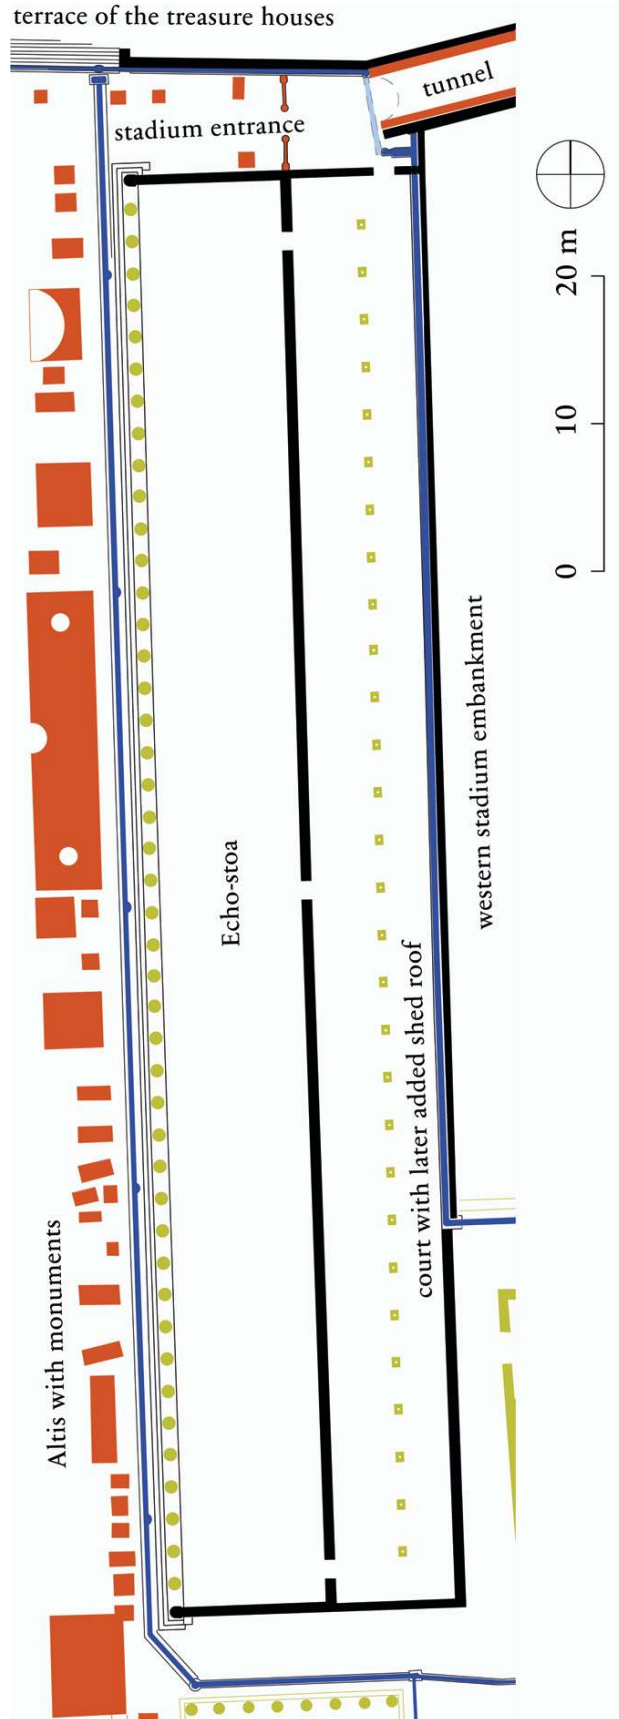 terrace of the treasure houses
tunnel
stadium entrance
20 m
10
0
western stadium embankment
Echo-stoa
court with later added shed roof
Altis with monuments